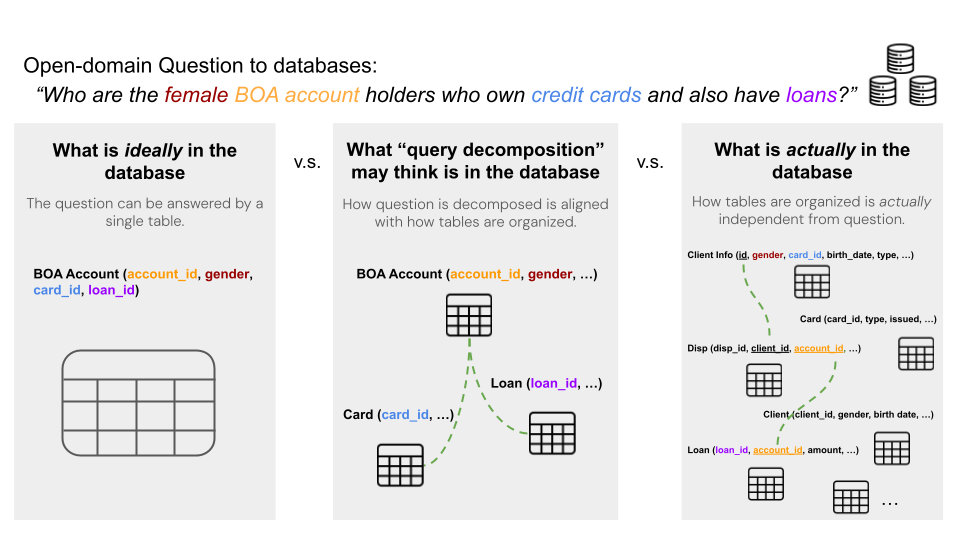 Open-domain Question to databases:
“Who are the female BOA account holders who own credit cards and also have loans?”
What is ideally in the
database
The question can be answered by a
single table.
BOA Account (account_id, gender,
card_id, loan_id)
v.s.
What “query decomposition”
may think is in the database
How question is decomposed is aligned
with how tables are organized.
BOA Account (account_id, gender, …)
Loan (loan_id, …)
Card (card_id, …)
v.s.
What is actually in the
database
How tables are organized is actually
independent from question.
Client Info (id, gender, card_id, birth_date, type, …)
Card (card_id, type, issued, …)
Disp (disp_id, client_id, account_id, …)
Client (client_id, gender, birth date, …)
Loan (loan_id, account_id, amount, …)
…